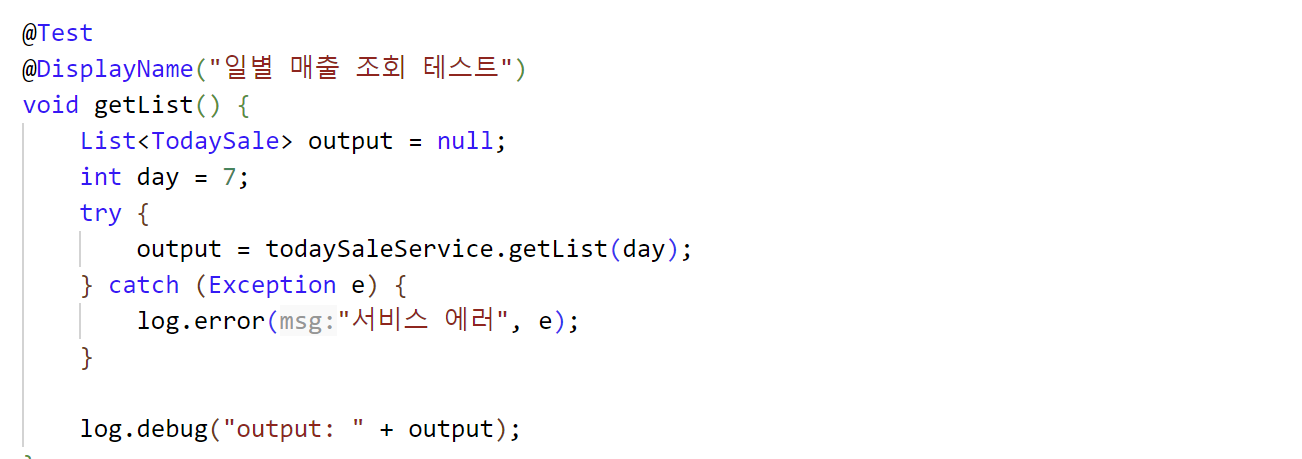 @Test
@DisplayName("일별 매출 조회 테스트")
void getList() {
List<TodaySale> output = null;
int day = 7;
try {
output = todaySaleService.getList(day);
} catch (Exception e) {
log.error(msg:"서비스 에러", e);
}
log.debug("output: " + output);